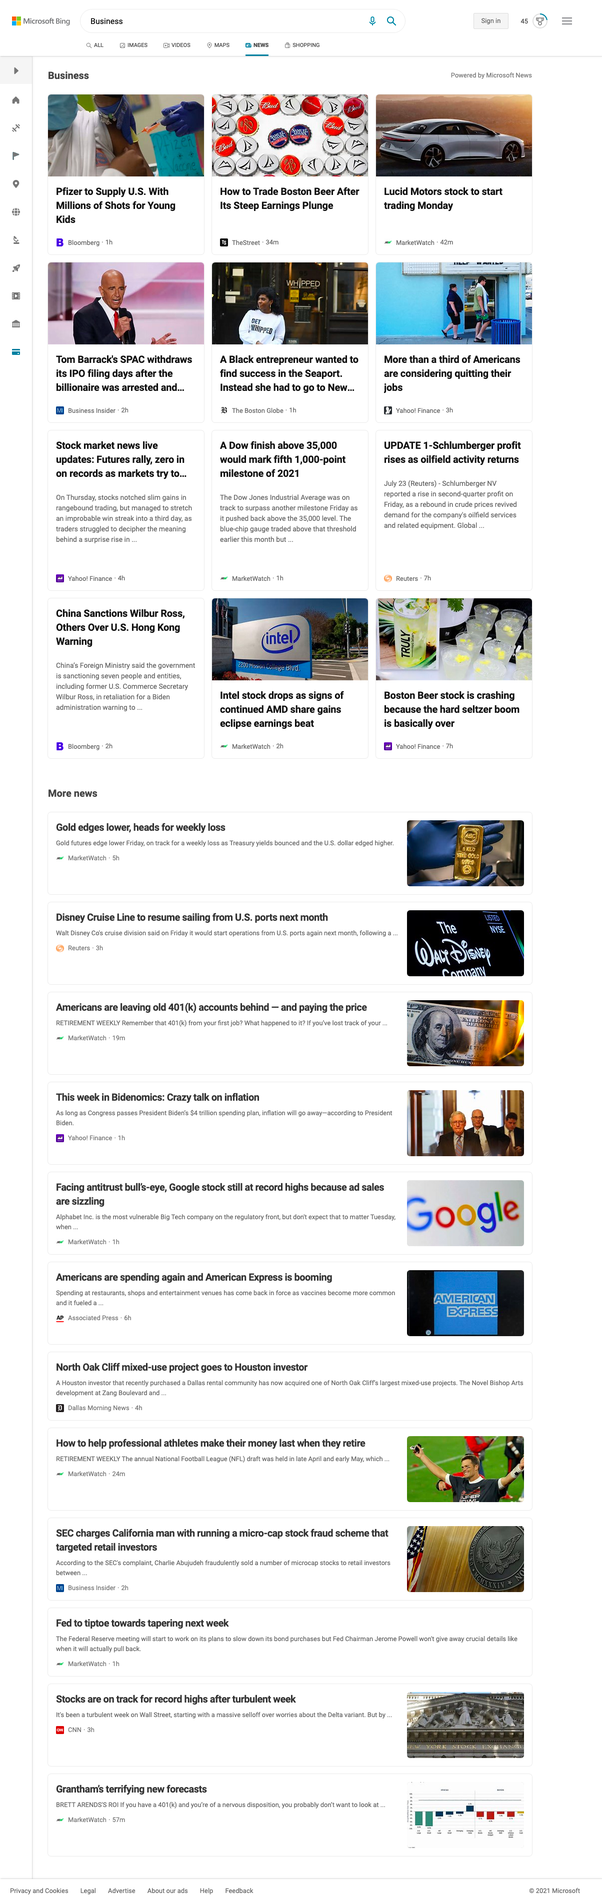 Microsoft Bing
Business
Sign in
45
ALL
IMAGES
VIDEOS
MAPS
NEWS
SHOPPING
Business
Powered by Microsoft News
Pfizer to Supply U.S. With
Millions of Shots for Young
Kids
Bloomberg · 1h
How to Trade Boston Beer After
Its Steep Earnings Plunge
TheStreet · 34m
Lucid Motors stock to start
trading Monday
MarketWatch · 42m
Tom Barrack's SPAC withdraws
its IPO filing days after the
billionaire was arrested and...
Business Insider · 2h
WHIPPED
GET
WHIPPED
A Black entrepreneur wanted to
find success in the Seaport.
Instead she had to go to New...
The Boston Globe · 1h
HELP WANTED
More than a third of Americans
are considering quitting their
jobs
Yahoo! Finance · 3h
Stock market news live
updates: Futures rally, zero in
on records as markets try to...
On Thursday, stocks notched slim gains in
rangebound trading, but managed to stretch
an improbable win streak into a third day, as
traders struggled to decipher the meaning
behind a surprise rise in ...
Yahoo! Finance · 4h
A Dow finish above 35,000
would mark fifth 1,000-point
milestone of 2021
The Dow Jones Industrial Average was on
track to surpass another milestone Friday as
it pushed back above the 35,000 level. The
blue-chip gauge traded above that threshold
earlier this month but ...
MarketWatch · 1h
UPDATE 1-Schlumberger profit
rises as oilfield activity returns
July 23 (Reuters) - Schlumberger NV
reported a rise in second-quarter profit on
Friday, as a rebound in crude prices revived
demand for the company's oilfield services
and related equipment. Global ...
Reuters · 7h
China Sanctions Wilbur Ross,
Others Over U.S. Hong Kong
Warning
China's Foreign Ministry said the government
is sanctioning seven people and entities,
including former U.S. Commerce Secretary
Wilbur Ross, in retaliation for a Biden
administration warning to ...
Bloomberg · 2h
intel
Intel stock drops as signs of
continued AMD share gains
eclipse earnings beat
MarketWatch · 2h
TRULY
Boston Beer stock is crashing
because the hard seltzer boom
is basically over
Yahoo! Finance · 7h
More news
Gold edges lower, heads for weekly loss
Gold futures edge lower Friday, on track for a weekly loss as Treasury yields bounced and the U.S. dollar edged higher.
MarketWatch · 5h
Disney Cruise Line to resume sailing from U.S. ports next month
Walt Disney Co's cruise division said on Friday it would start operations from U.S. ports again next month, following a ...
Reuters · 3h
LISTED
NYSE
The
Walt Disney
Company
Americans are leaving old 401(k) accounts behind — and paying the price
RETIREMENT WEEKLY Remember that 401(k) from your first job? What happened to it? If you've lost track of your ...
MarketWatch · 19m
This week in Bidenomics: Crazy talk on inflation
As long as Congress passes President Biden's $4 trillion spending plan, inflation will go away—according to President
Biden.
Yahoo! Finance · 1h
Facing antitrust bull's-eye, Google stock still at record highs because ad sales
are sizzling
Alphabet Inc. is the most vulnerable Big Tech company on the regulatory front, but don't expect that to matter Tuesday,
when ...
MarketWatch · 1h
Google
Americans are spending again and American Express is booming
Spending at restaurants, shops and entertainment venues has come back in force as vaccines become more common
and it fueled a ...
Associated Press · 6h
AMERICAN
EXPRESS
North Oak Cliff mixed-use project goes to Houston investor
A Houston investor that recently purchased a Dallas rental community has now acquired one of North Oak Cliff's largest mixed-use projects. The Novel Bishop Arts
development at Zang Boulevard and ...
Dallas Morning News · 4h
How to help professional athletes make their money last when they retire
RETIREMENT WEEKLY The annual National Football League (NFL) draft was held in late April and early May, which ...
MarketWatch · 24m
SEC charges California man with running a micro-cap stock fraud scheme that
targeted retail investors
According to the SEC's complaint, Charlie Abujudeh fraudulently sold a number of microcap stocks to retail investors
between ...
Business Insider · 2h
Fed to tiptoe towards tapering next week
The Federal Reserve meeting will start to work on its plans to slow down its bond purchases but Fed Chairman Jerome Powell won't give away crucial details like
when it will actually pull back.
MarketWatch · 1h
Stocks are on track for record highs after turbulent week
It's been a turbulent week on Wall Street, starting with a massive selloff over worries about the Delta variant. But by ...
CNN · 3h
Grantham's terrifying new forecasts
BRETT ARENDS'S ROI If you have a 401(k) and you're of a nervous disposition, you probably don't want to look at ...
MarketWatch · 57m
Privacy and Cookies
Legal
Advertise
About our ads
Help
Feedback
© 2021 Microsoft